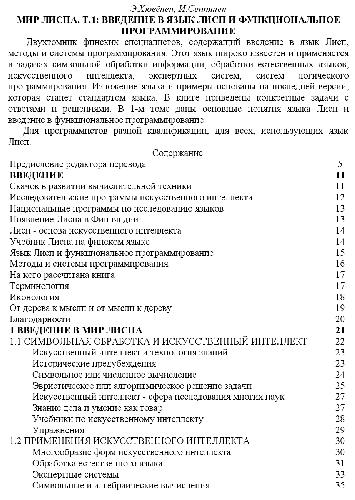 Э.Хювёнен, И.Сеппянен
МИР ЛИСПА. Т.1: ВВЕДЕНИЕ В ЯЗЫК ЛИСП И ФУНКЦИОНАЛЬНОЕ
ПРОГРАММИРОВАНИЕ
Двухтомник финских специалистов, содержащий введение в язык Лисп,
методы и системы программирования. Этот язык широко известен и применяется
в задачах символьной обработки информации, обработки естественных языков,
искусственного интеллекта, экспертных систем, систем логического
программирования. Изложение языка и примеры основаны на последней версии,
которая станет стандартом языка. В книге приведены конкретные задачи с
ответами и решениями. В 1-м томе даны основные понятия языка Лисп и
введение в функциональное программирование.
Для программистов разной квалификации, для всех, использующих язык
Лисп.
Содержание
Предисловие редактора перевода 5
ВВЕДЕНИЕ 11
Скачок в развитии вычислительной техники 11
Исследовательские программы искусственного интеллекта 12
Национальные программы по исследованию языков 13
Появление Лиспа в Финляндии 13
Лисп - основа искусственного интеллекта 14
Учебник Лиспа на финском языке 14
Язык Лисп и функциональное программирование 15
Методы и системы программирования 16
На кого рассчитана книга 17
Терминология 17
Иконология 18
От дерева к мысли и от мысли к дереву 19
Благодарности 20
1 ВВЕДЕНИЕ В МИР ЛИСПА 21
1.1 СИМВОЛЬНАЯ ОБРАБОТКА И ИСКУССТВЕННЫЙ ИНТЕЛЛЕКТ 22
Искусственный интеллект и технология знаний 23
Исторические предубеждения 23
Символьное или численное вычисление 24
Эвристическое или алгоритмическое решение задачи 25
Искусственный интеллект - сфера исследования многих наук 27
Знание дела и умение как товар 27
Учебники по искусственному интеллекту 28
Упражнения 29
1.2 ПРИМЕНЕНИЯ ИСКУССТВЕННОГО ИНТЕЛЛЕКТА 30
Многообразие форм искусственного интеллекта 30
Обработка естественного языка 31
Экспертные системы 33
Символьные и алгебраические вычисления 35